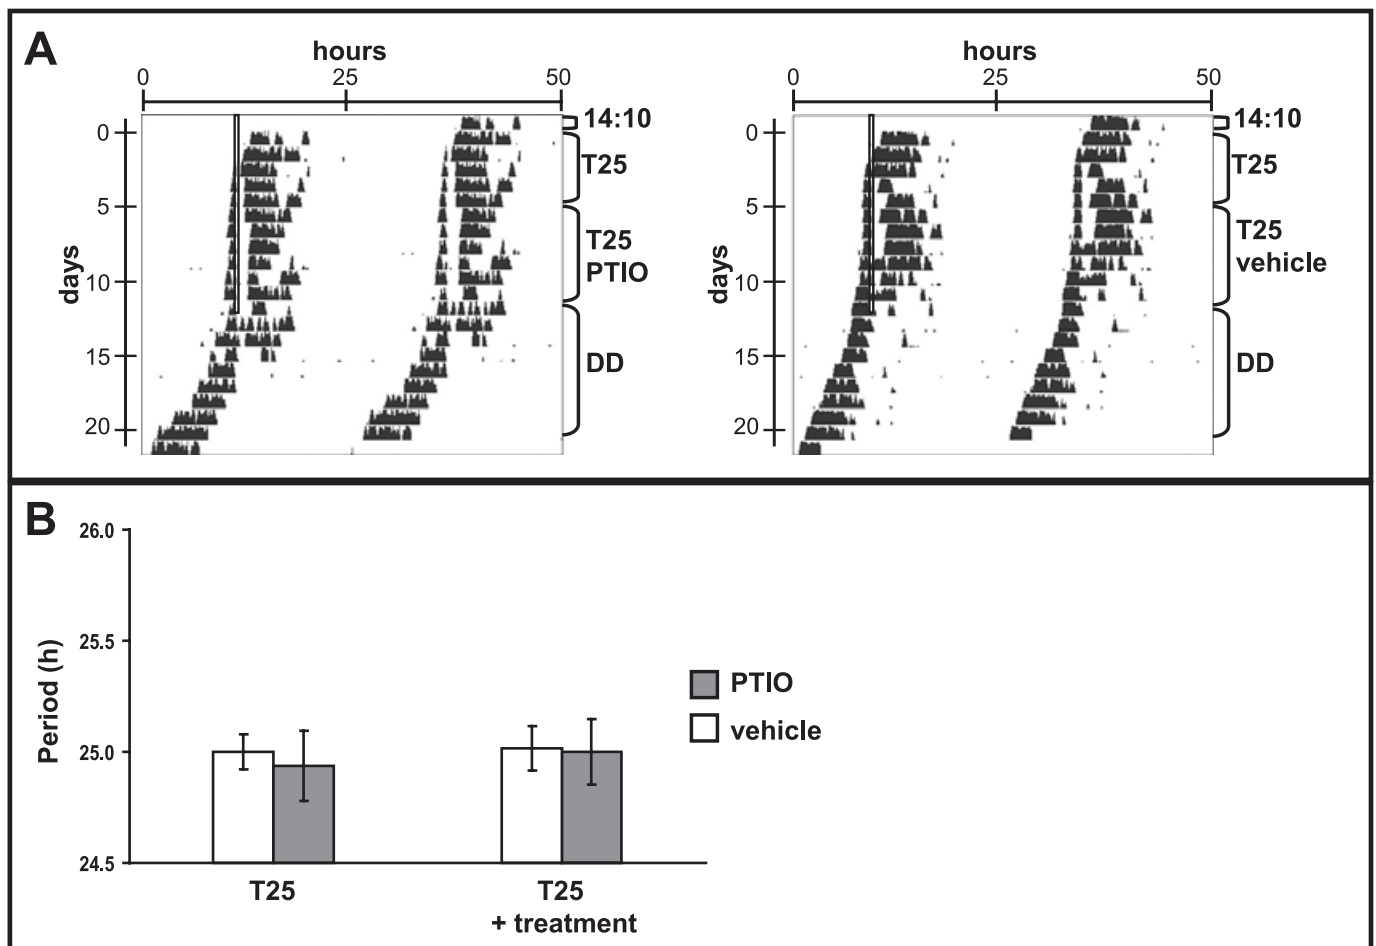 A
hours
0 25 50
14:10
T25
T25
PTIO
DD
days
0
5
10
15
20
hours
0 25 50
14:10
T25
T25
vehicle
DD
days
0
5
10
15
20
B
Period (h)
26.0
25.5
25.0
24.5
T25
T25
+ treatment
PTIO
vehicle